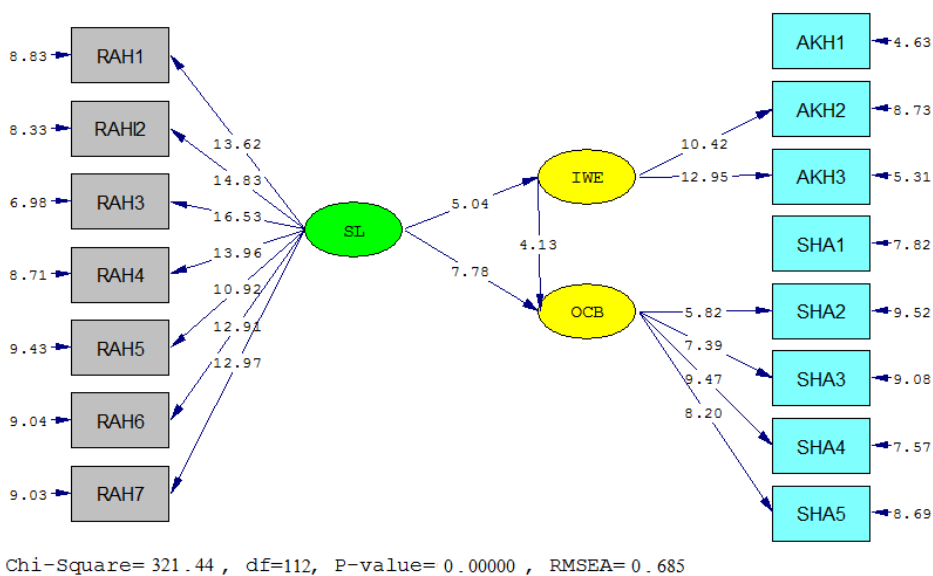 8.83
RAH1
8.33
RAHl2
6.98
RAH3
8.71
RAH4
9.43
RAH5
9.04
RAH6
9.03
RAH7
13.62
14.83
16.53
13.96
10.92
12.91
12.97
SL
5.04
7.78
IWE
4.13
OCB
10.42
12.95
5.82
7.39
9.47
8.20
AKH1
4.63
AKH2
8.73
AKH3
5.31
SHA1
7.82
SHA2
9.52
SHA3
9.08
SHA4
7.57
SHA5
8.69
Chi-Square= 321.44 , df=112, P-value= 0.00000 , RMSEA= 0.685